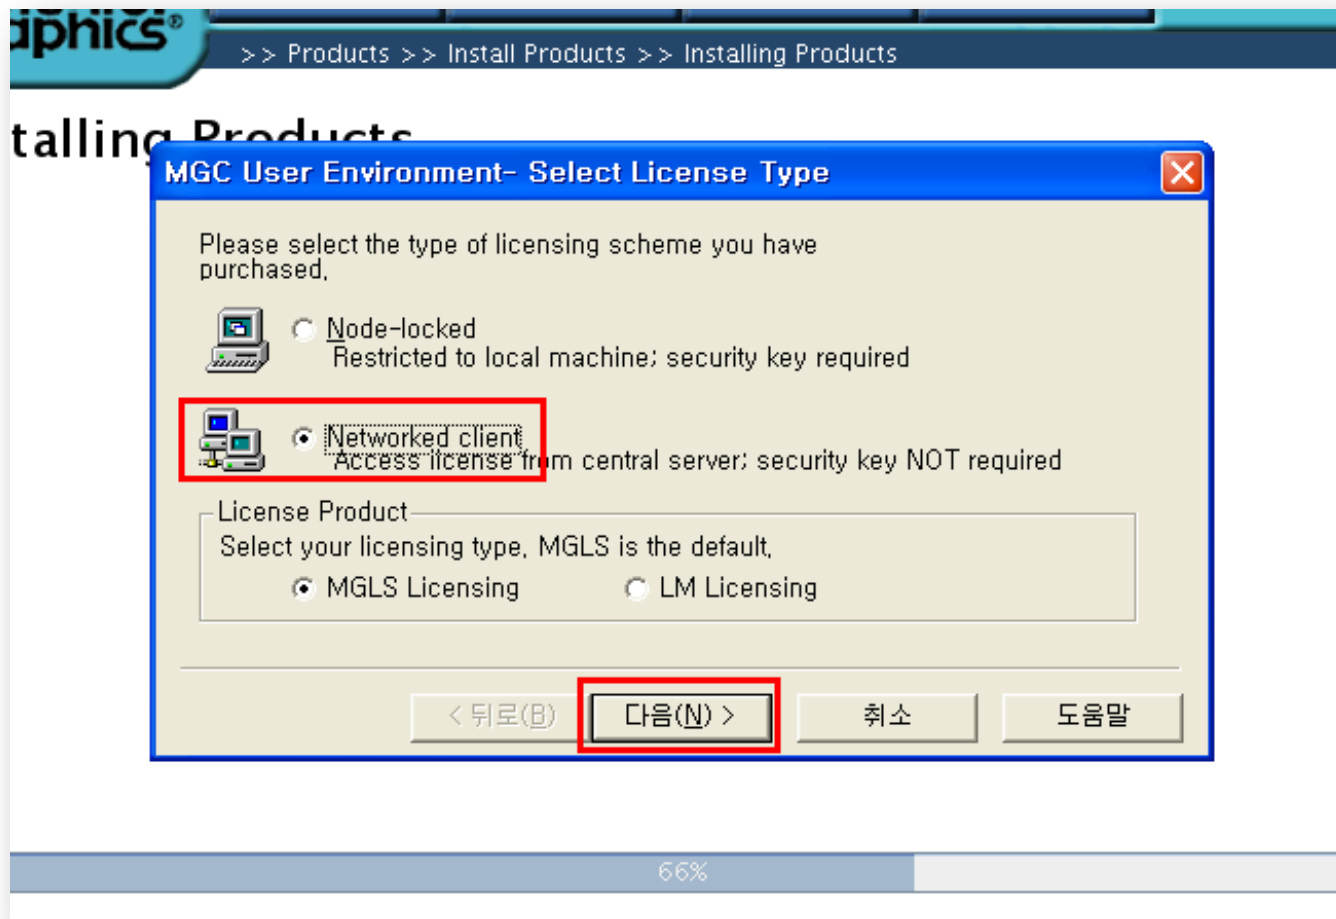 aphics®
>> Products >> Install Products >> Installing Products
talling Products
MGC User Environment- Select License Type
Please select the type of licensing scheme you have
purchased.
Node-locked
Restricted to local machine; security key required
Networked client
Access license from central server; security key NOT required
License Product
Select your licensing type. MGLS is the default.
MGLS Licensing
LM Licensing
< 뒤로(B)
다음(N) >
취소
도움말
66%